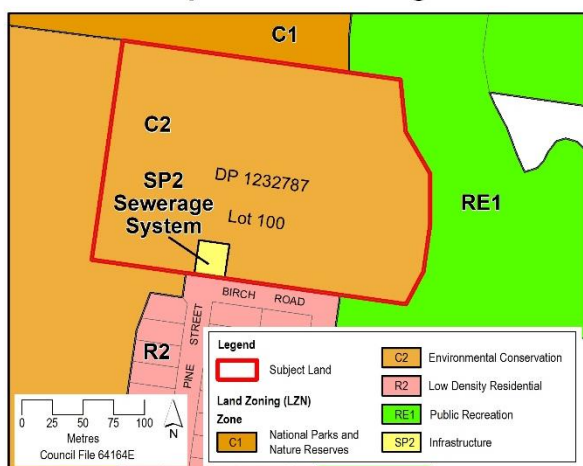 C1
C2
DP 1232787
SP2
Sewerage
System
Lot 100
RE1
BIRCH ROAD
PINE STREET
R2
Legend
Subject Land
Land Zoning (LZN)
Zone
C1 National Parks and
Nature Reserves
C2 Environmental Conservation
R2 Low Density Residential
RE1 Public Recreation
SP2 Infrastructure
0 25 50 75 100
Metres
N
Council File 64164E